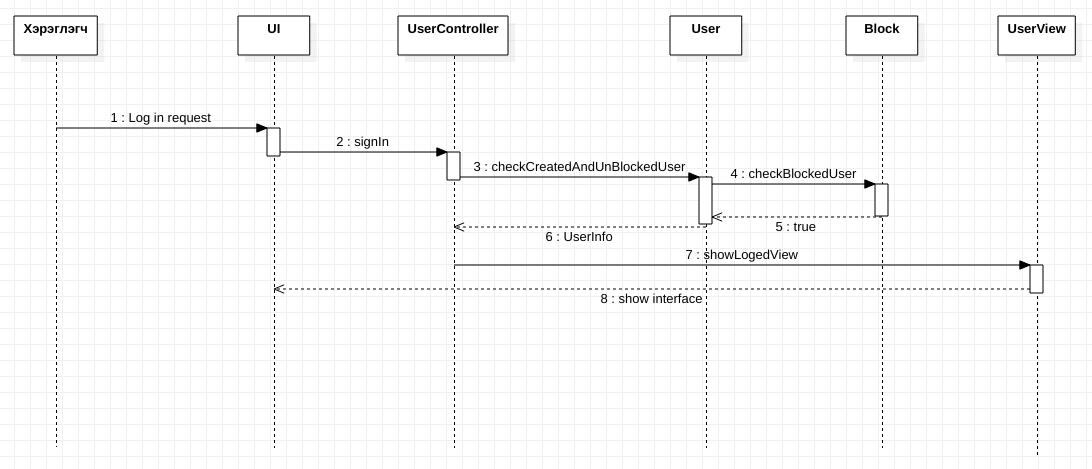 Хэрэглэгч
UI
UserController
User
Block
UserView
1 : Log in request
2 : signIn
3 : checkCreatedAndUnBlockedUser
4 : checkBlockedUser
5 : true
6 : UserInfo
7 : showLogedView
8 : show interface